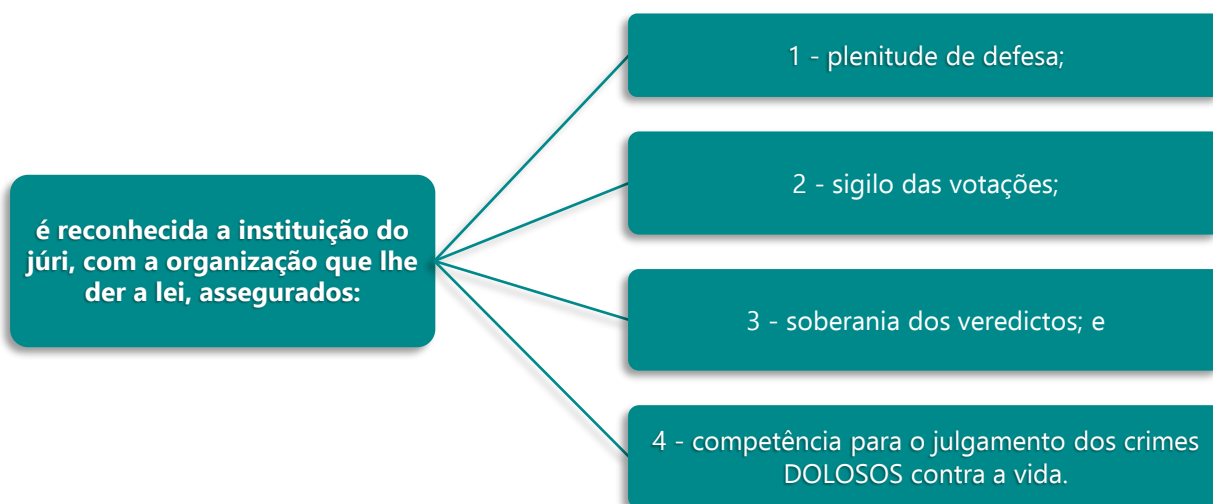 é reconhecida a instituição do
júri, com a organização que lhe
der a lei, assegurados:
1 - plenitude de defesa;
2 - sigilo das votações;
3 - soberania dos veredictos; e
4 - competência para o julgamento dos crimes
DOLOSOS contra a vida.